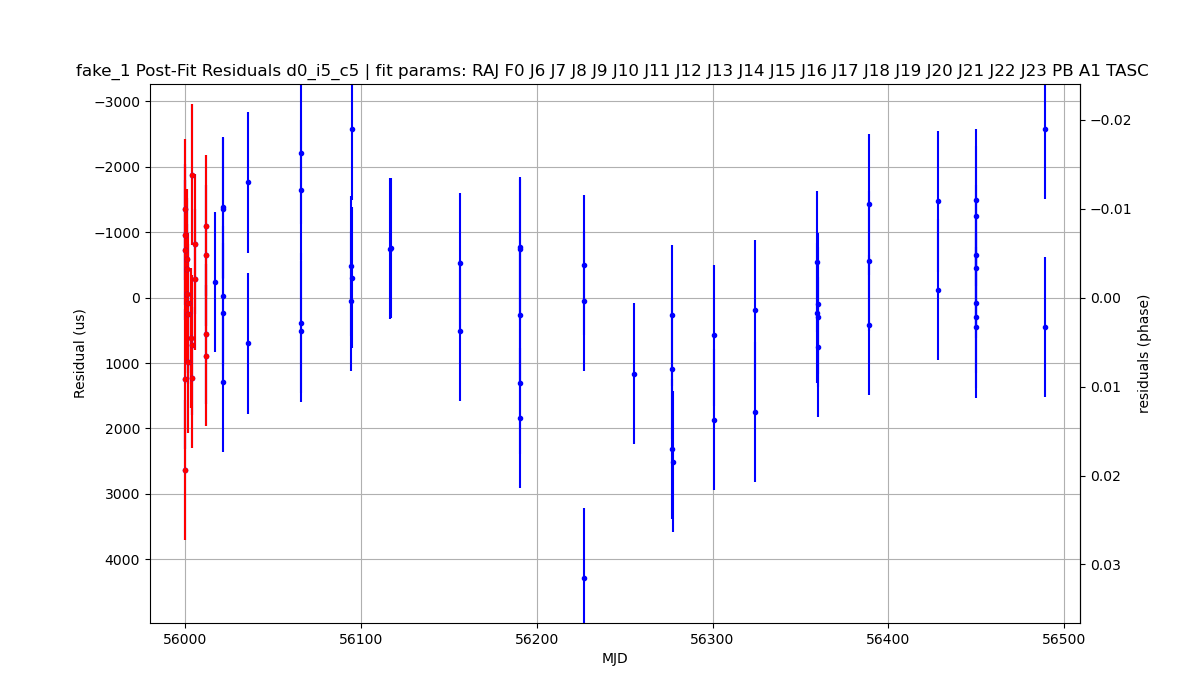 fake_1 Post-Fit Residuals d0_i5_c5 | fit params: RAJ F0 J6 J7 J8 J9 J10 J11 J12 J13 J14 J15 J16 J17 J18 J19 J20 J21 J22 J23 PB A1 TASC
−3000
−2000
−1000
0
1000
2000
3000
4000
Residual (us)
−0.02
−0.01
0.00
0.01
0.02
0.03
residuals (phase)
56000 56100 56200 56300 56400 56500
MJD